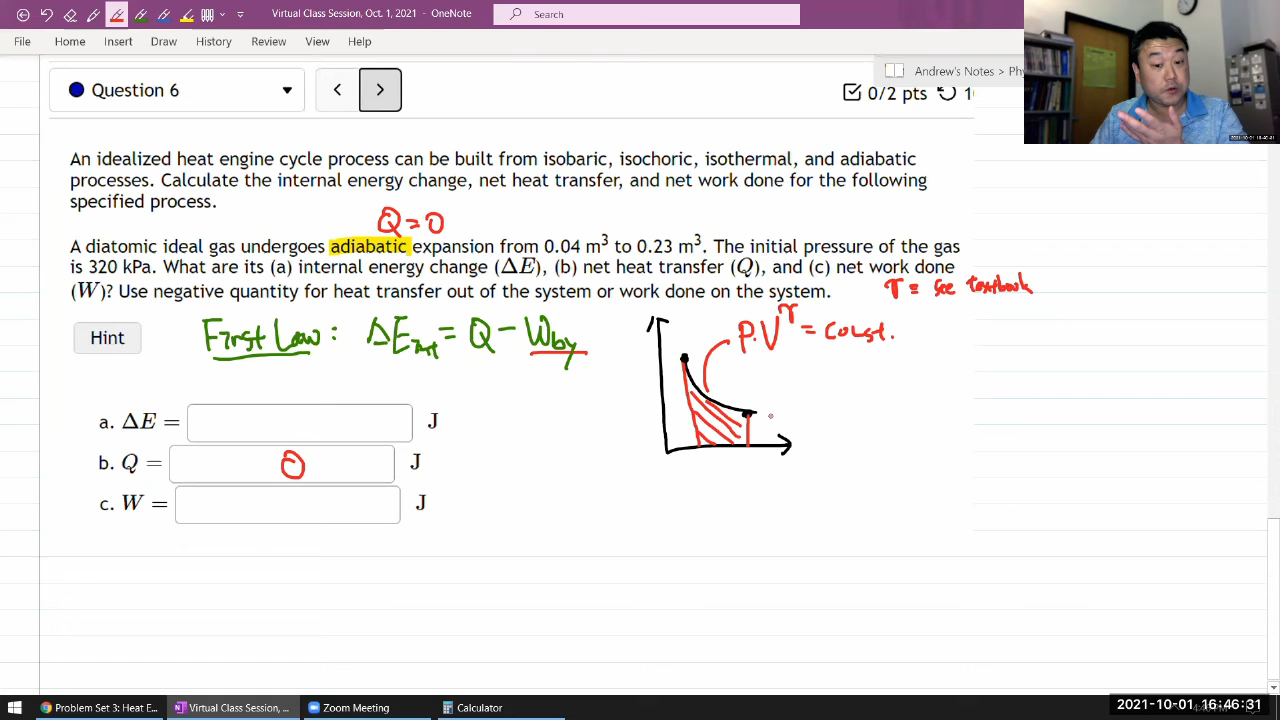 Virtual Class Session, Oct. 1, 2021 - OneNote
Search
File Home Insert Draw History Review View Help
Andrew's Notes > Phy
Question 6
0/2 pts
An idealized heat engine cycle process can be built from isobaric, isochoric, isothermal, and adiabatic
processes. Calculate the internal energy change, net heat transfer, and net work done for the following
specified process.
Q = 0
A diatomic ideal gas undergoes adiabatic expansion from 0.04 m³ to 0.23 m³. The initial pressure of the gas
is 320 kPa. What are its (a) internal energy change (ΔE), (b) net heat transfer (Q), and (c) net work done
(W)? Use negative quantity for heat transfer out of the system or work done on the system.
γ = see textbook
Hint
First Law: ΔE_int = Q - W_by
P·V^γ = const.
a. ΔE = J
b. Q = 0 J
c. W = J
Problem Set 3: Heat E...
Virtual Class Session, ...
Zoom Meeting
Calculator
2021-10-01 16:46:31